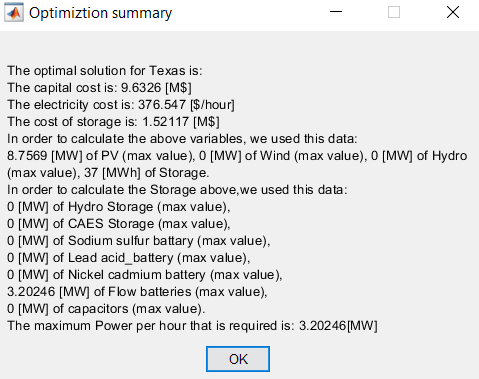 Optimiztion summary
The optimal solution for Texas is:
The capital cost is: 9.6326 [M$]
The electricity cost is: 376.547 [$/hour]
The cost of storage is: 1.52117 [M$]
In order to calculate the above variables, we used this data:
8.7569 [MW] of PV (max value), 0 [MW] of Wind (max value), 0 [MW] of Hydro
(max value), 37 [MWh] of Storage.
In order to calculate the Storage above,we used this data:
0 [MW] of Hydro Storage (max value),
0 [MW] of CAES Storage (max value),
0 [MW] of Sodium sulfur battary (max value),
0 [MW] of Lead acid_battery (max value),
0 [MW] of Nickel cadmium battery (max value),
3.20246 [MW] of Flow batteries (max value),
0 [MW] of capacitors (max value).
The maximum Power per hour that is required is: 3.20246[MW]
OK